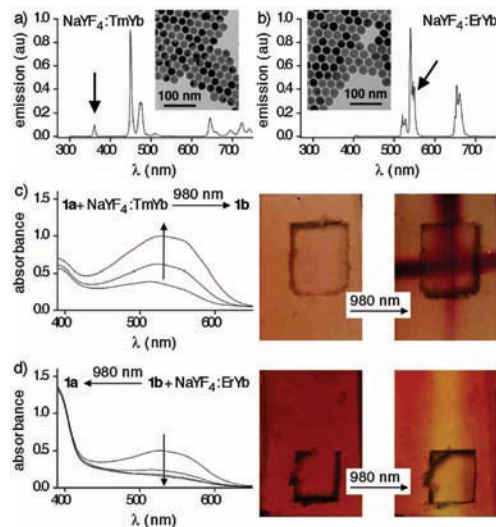 a) NaYF₄:TmYb
emission (au)
1.0
0.8
0.6
0.4
0.2
0.0
100 nm
300 400 500 600 700
λ (nm)
b) NaYF₄:ErYb
emission (au)
1.0
0.8
0.6
0.4
0.2
0.0
100 nm
300 400 500 600 700
λ (nm)
c) 1a+ NaYF₄:TmYb 980 nm 1b
absorbance
1.5
1.0
0.5
0.0
400 500 600
λ (nm)
980 nm
d) 1a 980 nm 1b+ NaYF₄:ErYb
absorbance
1.5
1.0
0.5
0.0
400 500 600
λ (nm)
980 nm